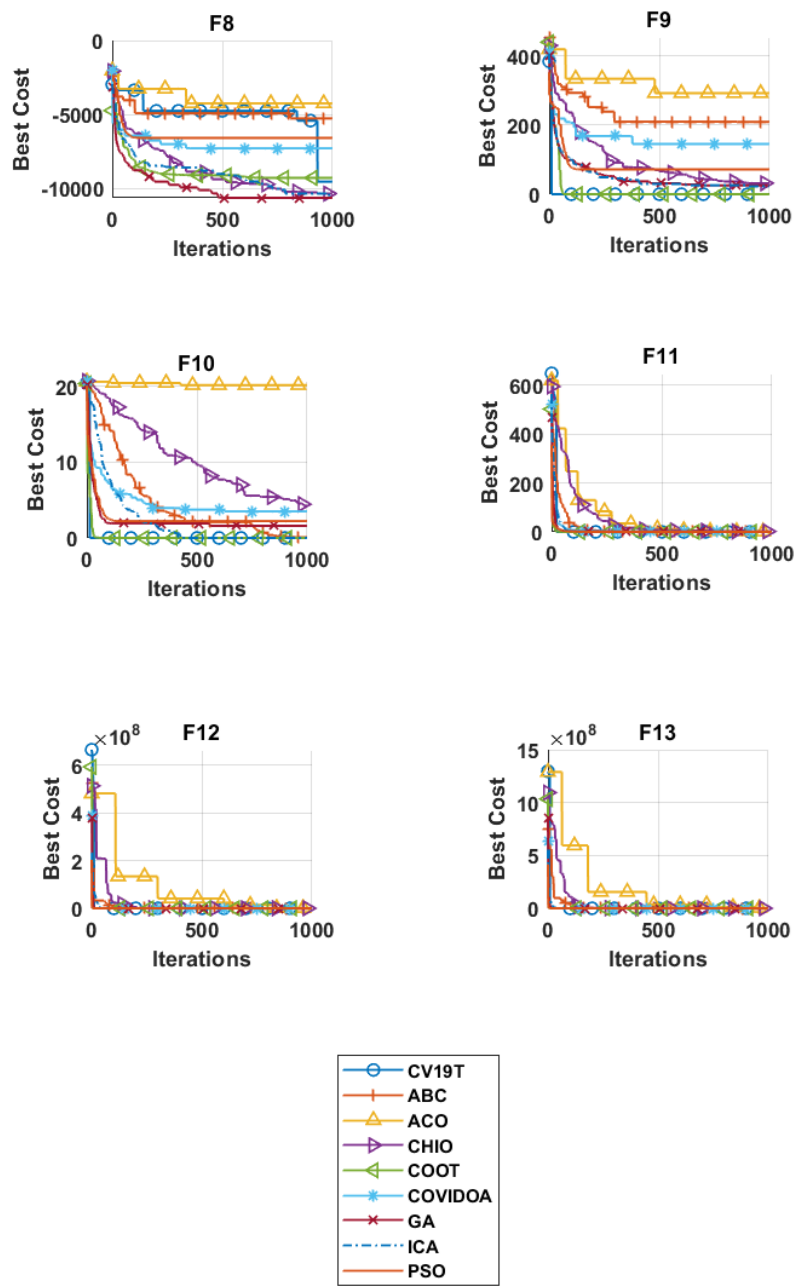 F8
0
-5000
-10000
Best Cost
0
500
1000
Iterations
F9
400
200
0
Best Cost
0
500
1000
Iterations
F10
20
10
0
Best Cost
0
500
1000
Iterations
F11
600
400
200
0
Best Cost
0
500
1000
Iterations
F12
×10^8
6
4
2
0
Best Cost
0
500
1000
Iterations
F13
×10^8
15
10
5
0
Best Cost
0
500
1000
Iterations
CV19T
ABC
ACO
CHIO
COOT
COVIDOA
GA
ICA
PSO